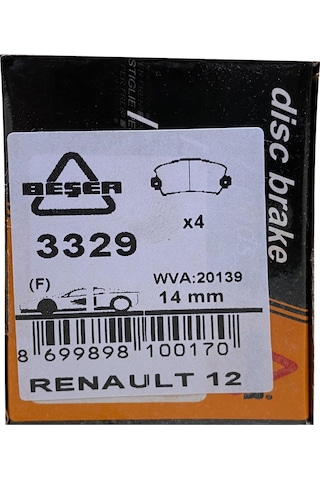 disc brake
BEŞER
x4
3329
(F)
WVA:20139
14 mm
8 699898 100170
RENAULT 12